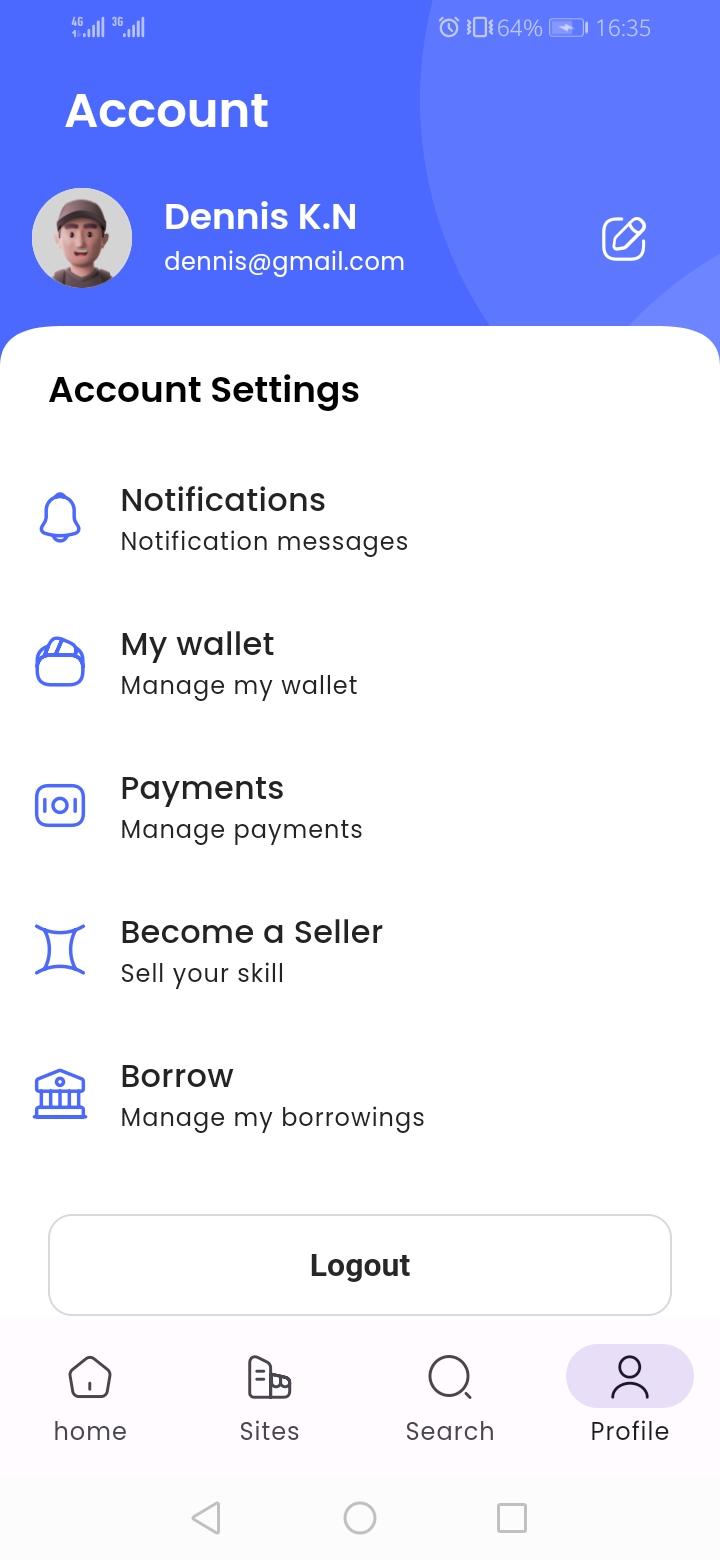 4G 3G 64% 16:35
Account
Dennis K.N
dennis@gmail.com
Account Settings
Notifications
Notification messages
My wallet
Manage my wallet
Payments
Manage payments
Become a Seller
Sell your skill
Borrow
Manage my borrowings
Logout
home Sites Search Profile